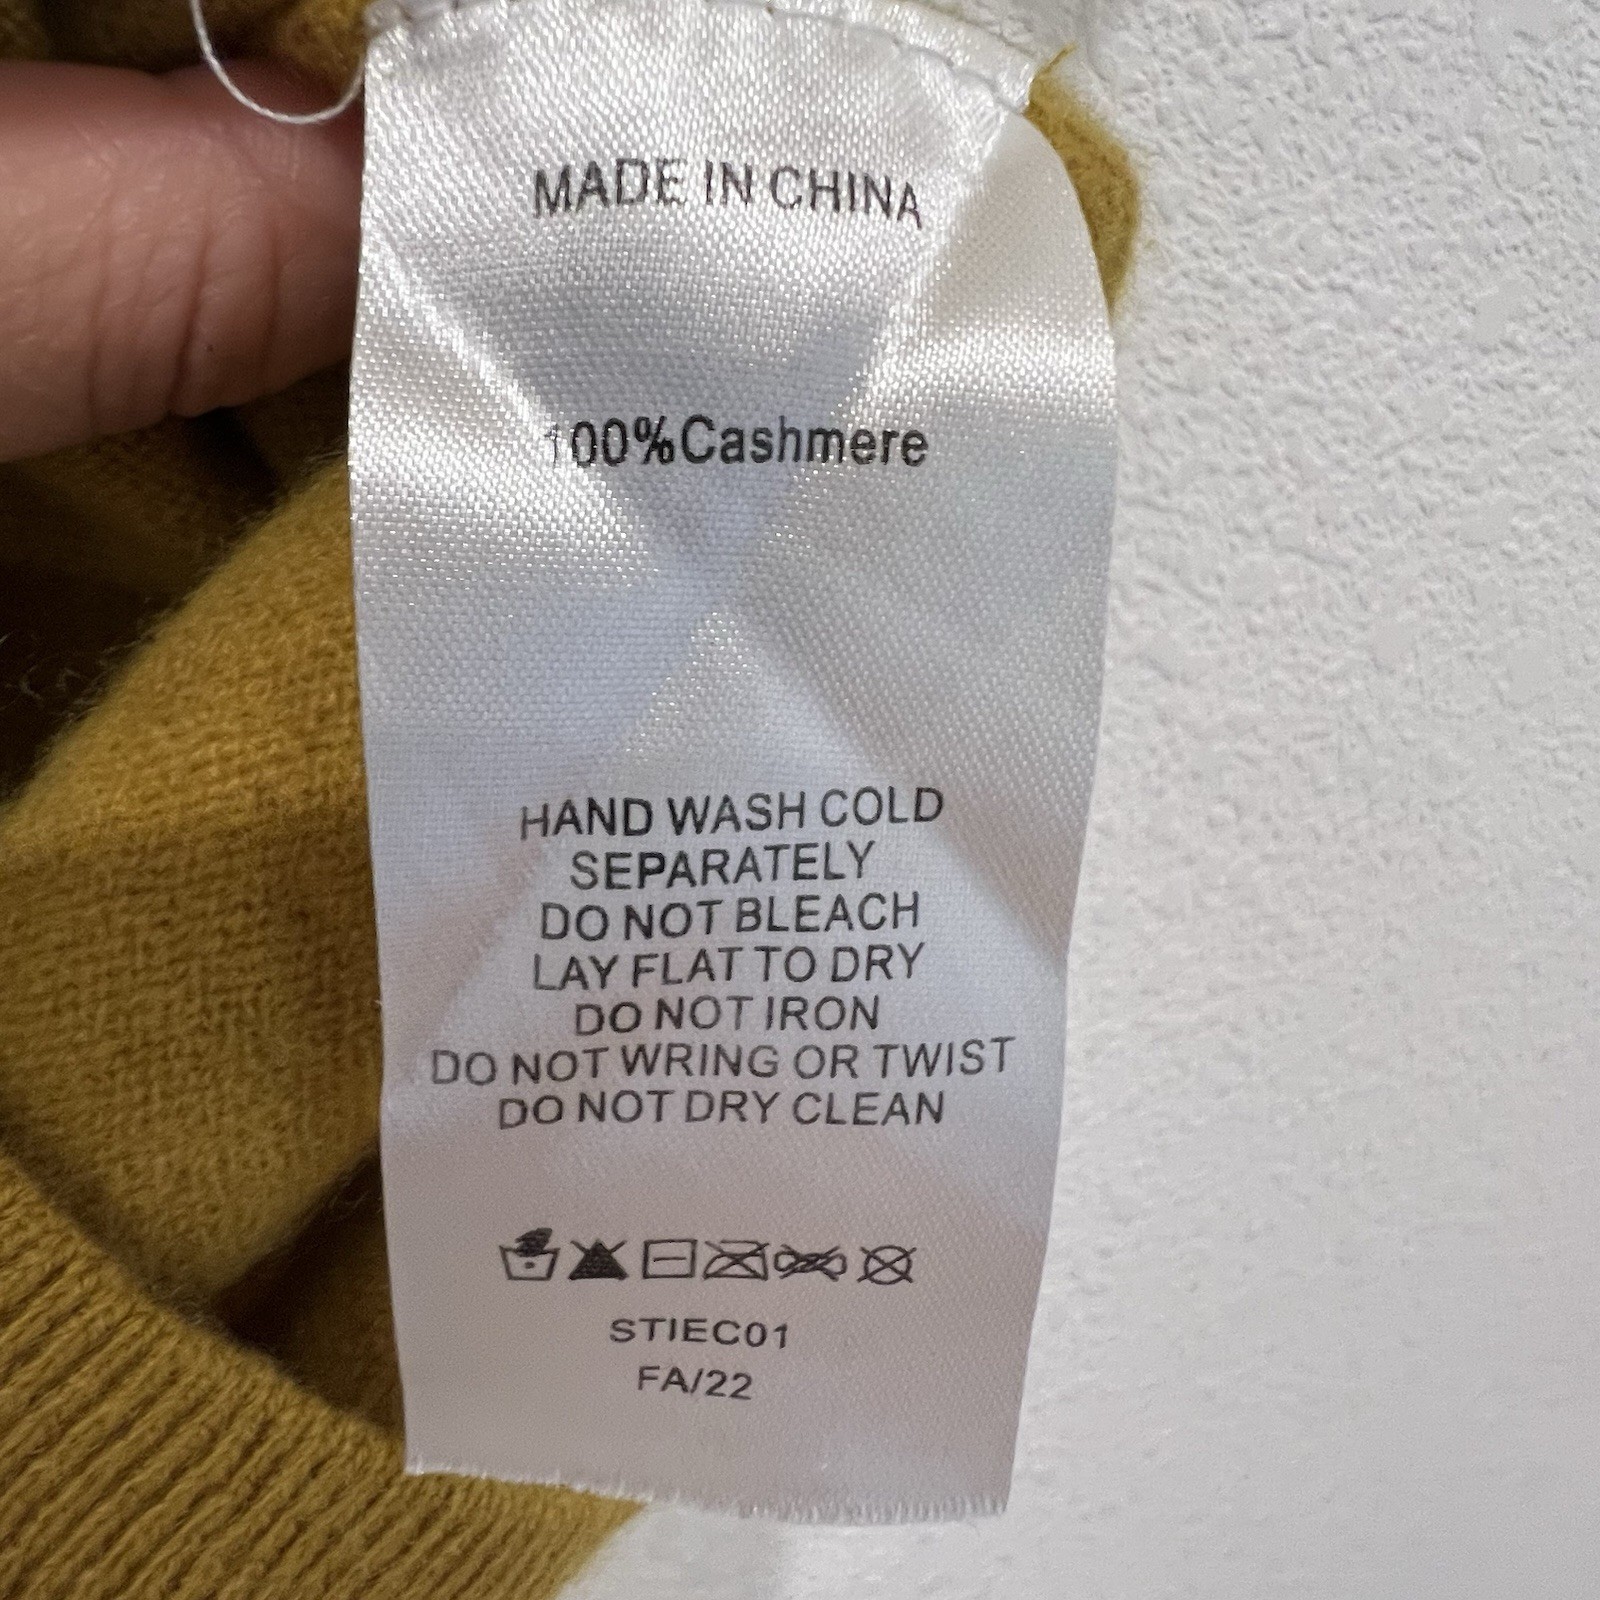 MADE IN CHINA
100%Cashmere
HAND WASH COLD
SEPARATELY
DO NOT BLEACH
LAY FLAT TO DRY
DO NOT IRON
DO NOT WRING OR TWIST
DO NOT DRY CLEAN
STIEC01
FA/22